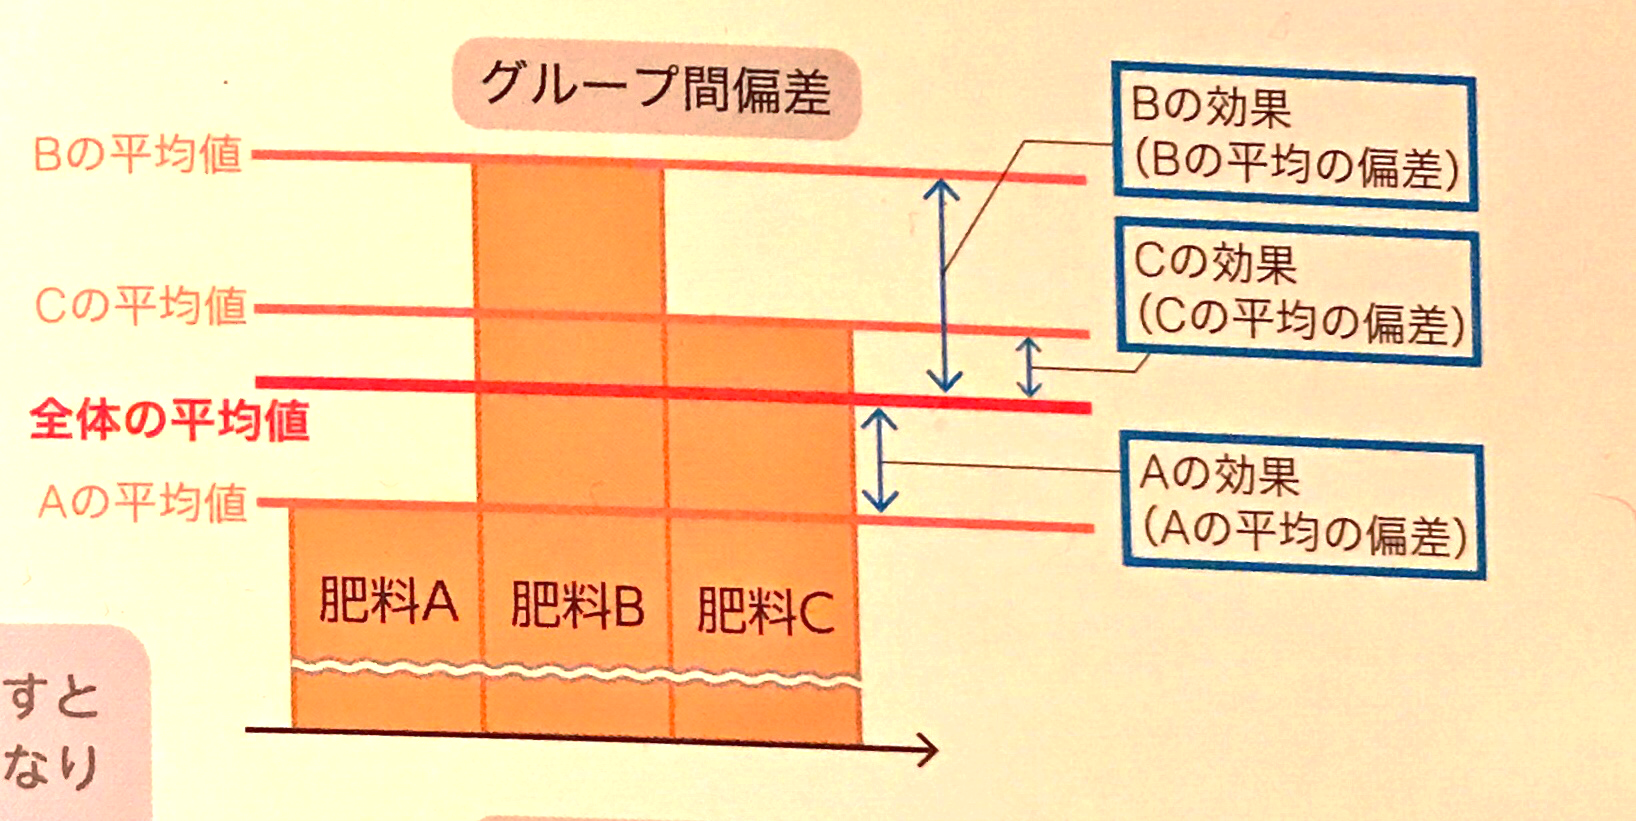 グループ間偏差
Bの平均値
Cの平均値
全体の平均値
Aの平均値
Bの効果
(Bの平均の偏差)
Cの効果
(Cの平均の偏差)
Aの効果
(Aの平均の偏差)
肥料A
肥料B
肥料C
すと
なり